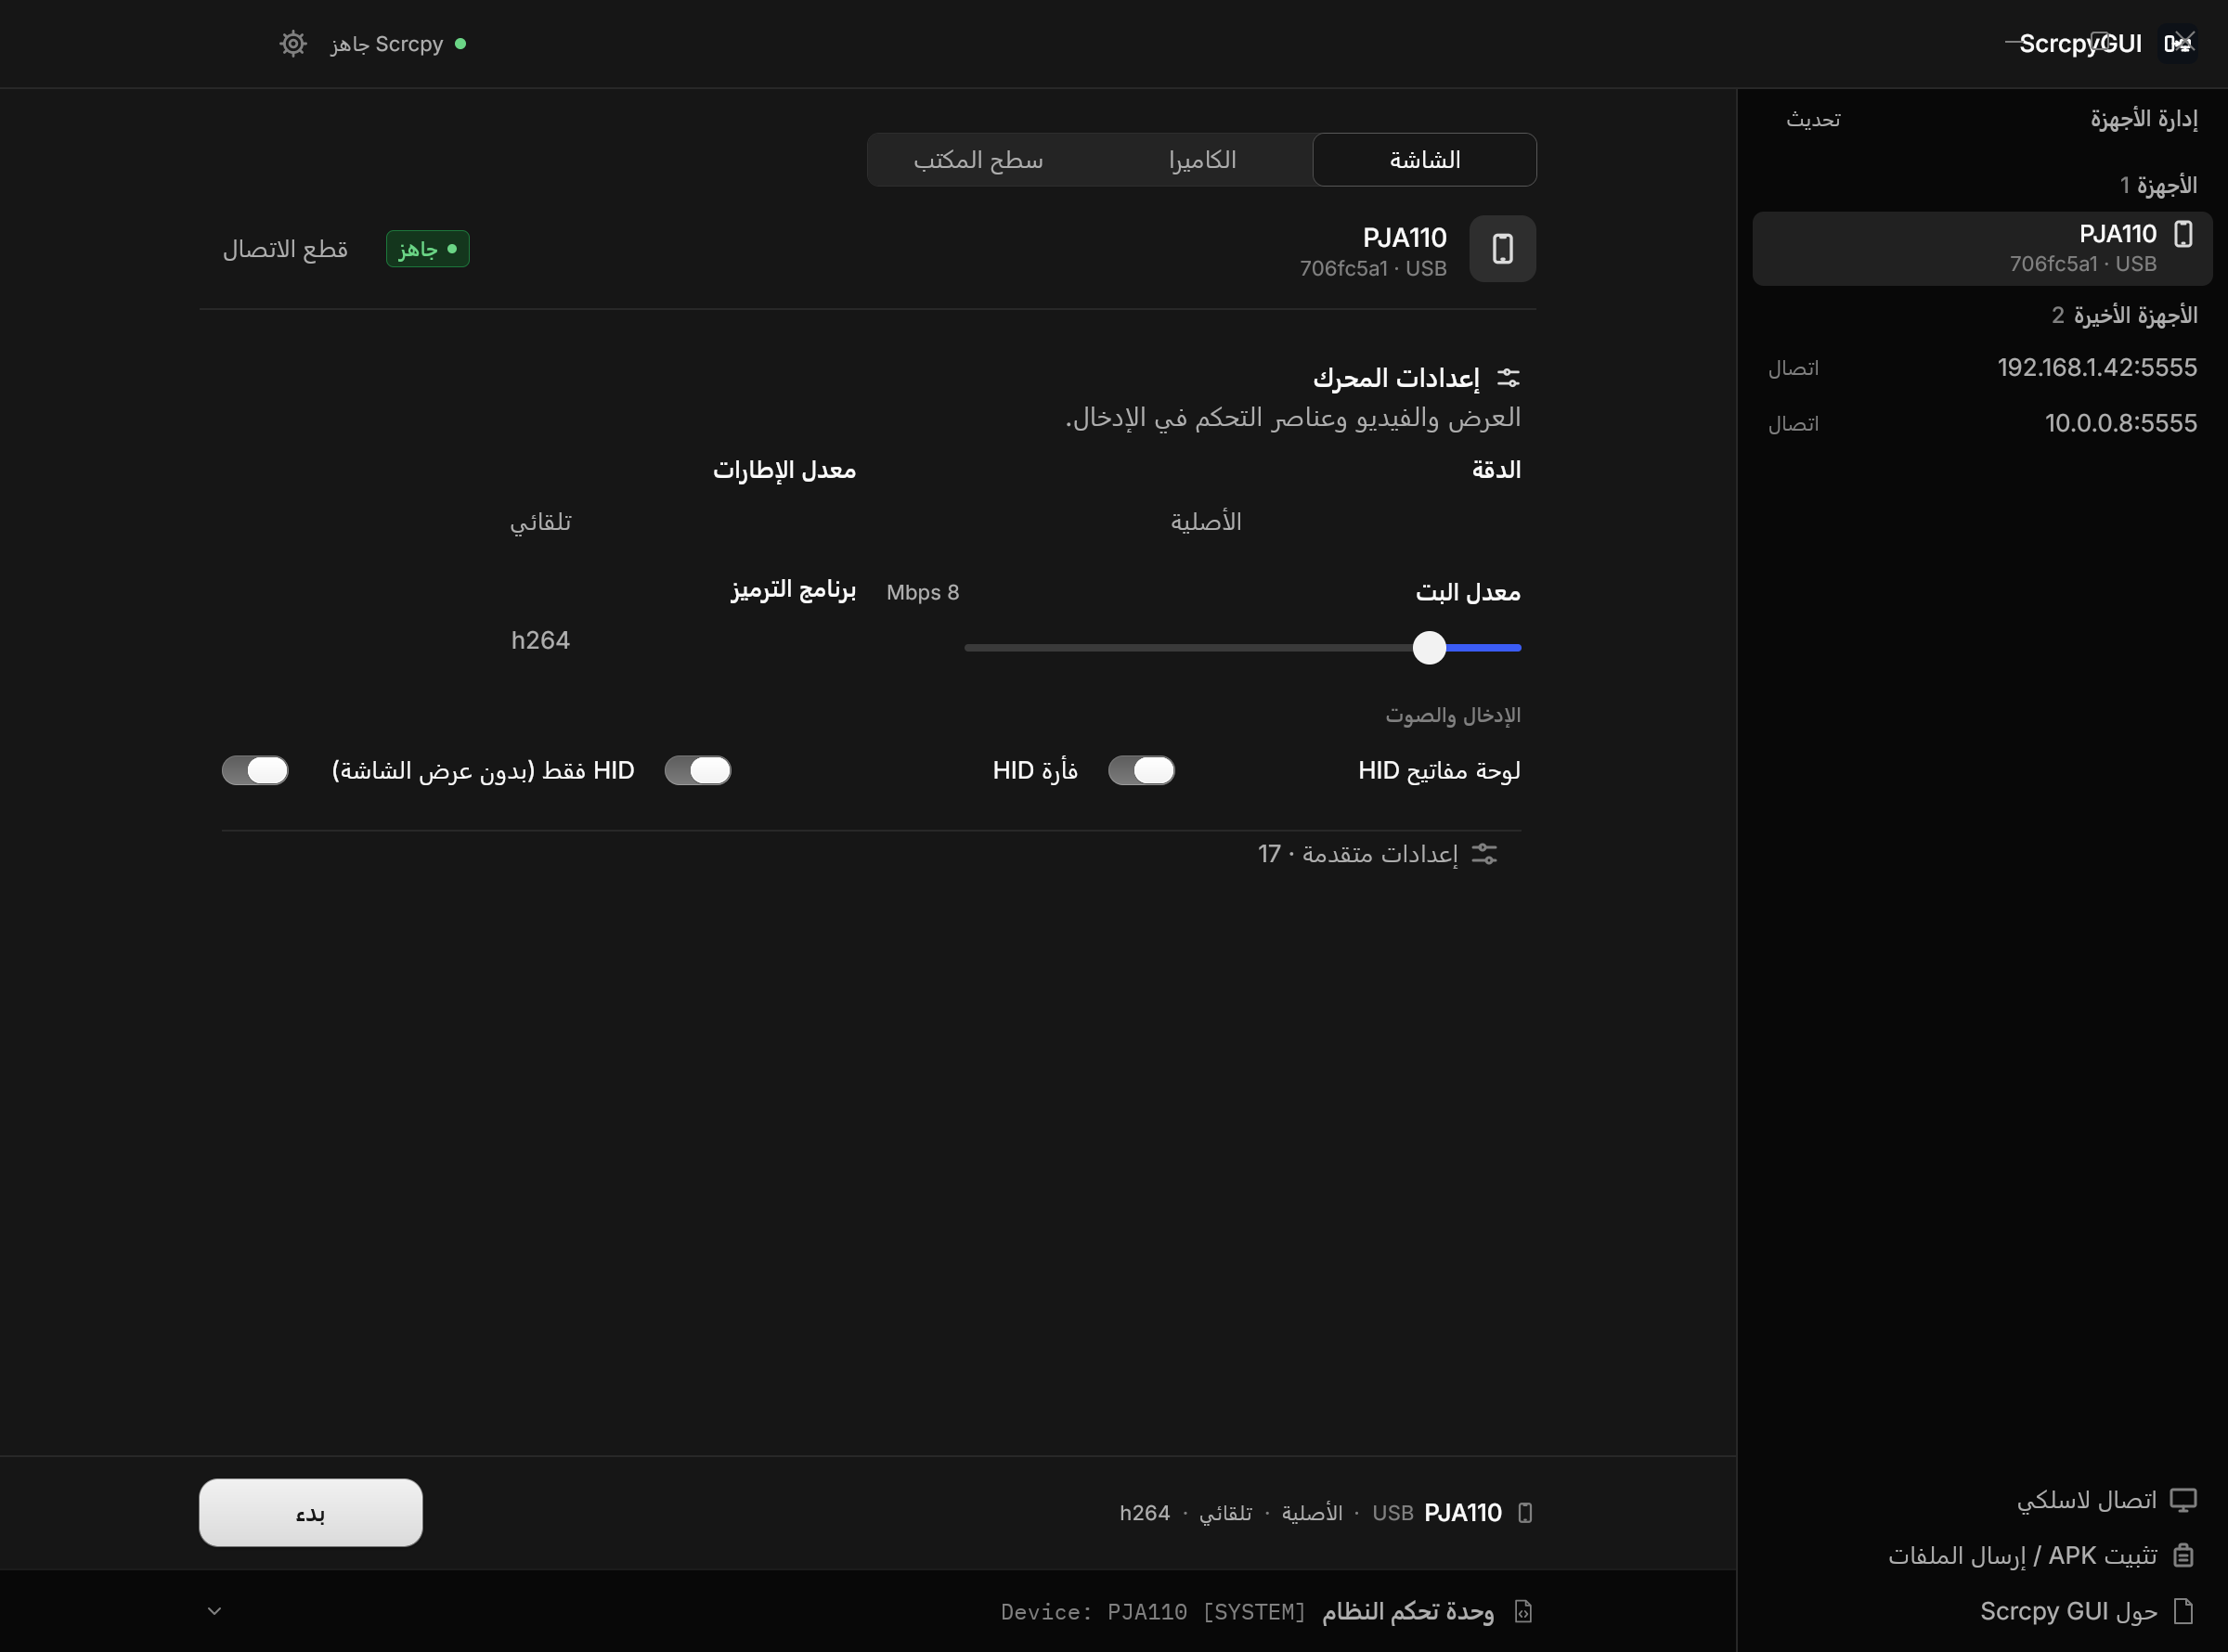 ScrcpyGUI
Scrcpy جاهز
إدارة الأجهزة
تحديث
الأجهزة 1
PJA110
706fc5a1 · USB
الأجهزة الأخيرة 2
192.168.1.42:5555
اتصال
10.0.0.8:5555
اتصال
اتصال لاسلكي
تثبيت APK / إرسال الملفات
حول Scrcpy GUI
الشاشة
الكاميرا
سطح المكتب
PJA110
706fc5a1 · USB
جاهز
قطع الاتصال
إعدادات المحرك
العرض والفيديو وعناصر التحكم في الإدخال.
الدقة
معدل الإطارات
الأصلية
تلقائي
معدل البت
Mbps 8
برنامج الترميز
h264
الإدخال والصوت
لوحة مفاتيح HID
فأرة HID
HID فقط (بدون عرض الشاشة)
إعدادات متقدمة · 17
PJA110 USB · الأصلية · تلقائي · h264
بدء
وحدة تحكم النظام Device: PJA110 [SYSTEM]